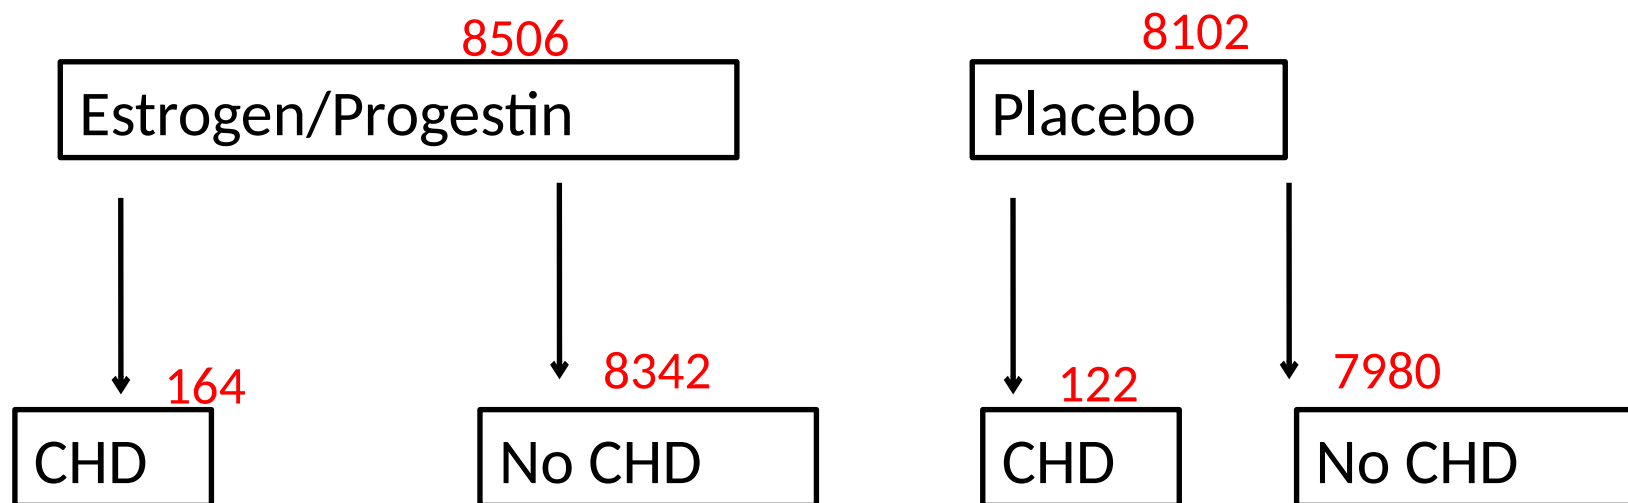 8506
8102
Estrogen/Progestin
Placebo
164
8342
122
7980
CHD
No CHD
CHD
No CHD